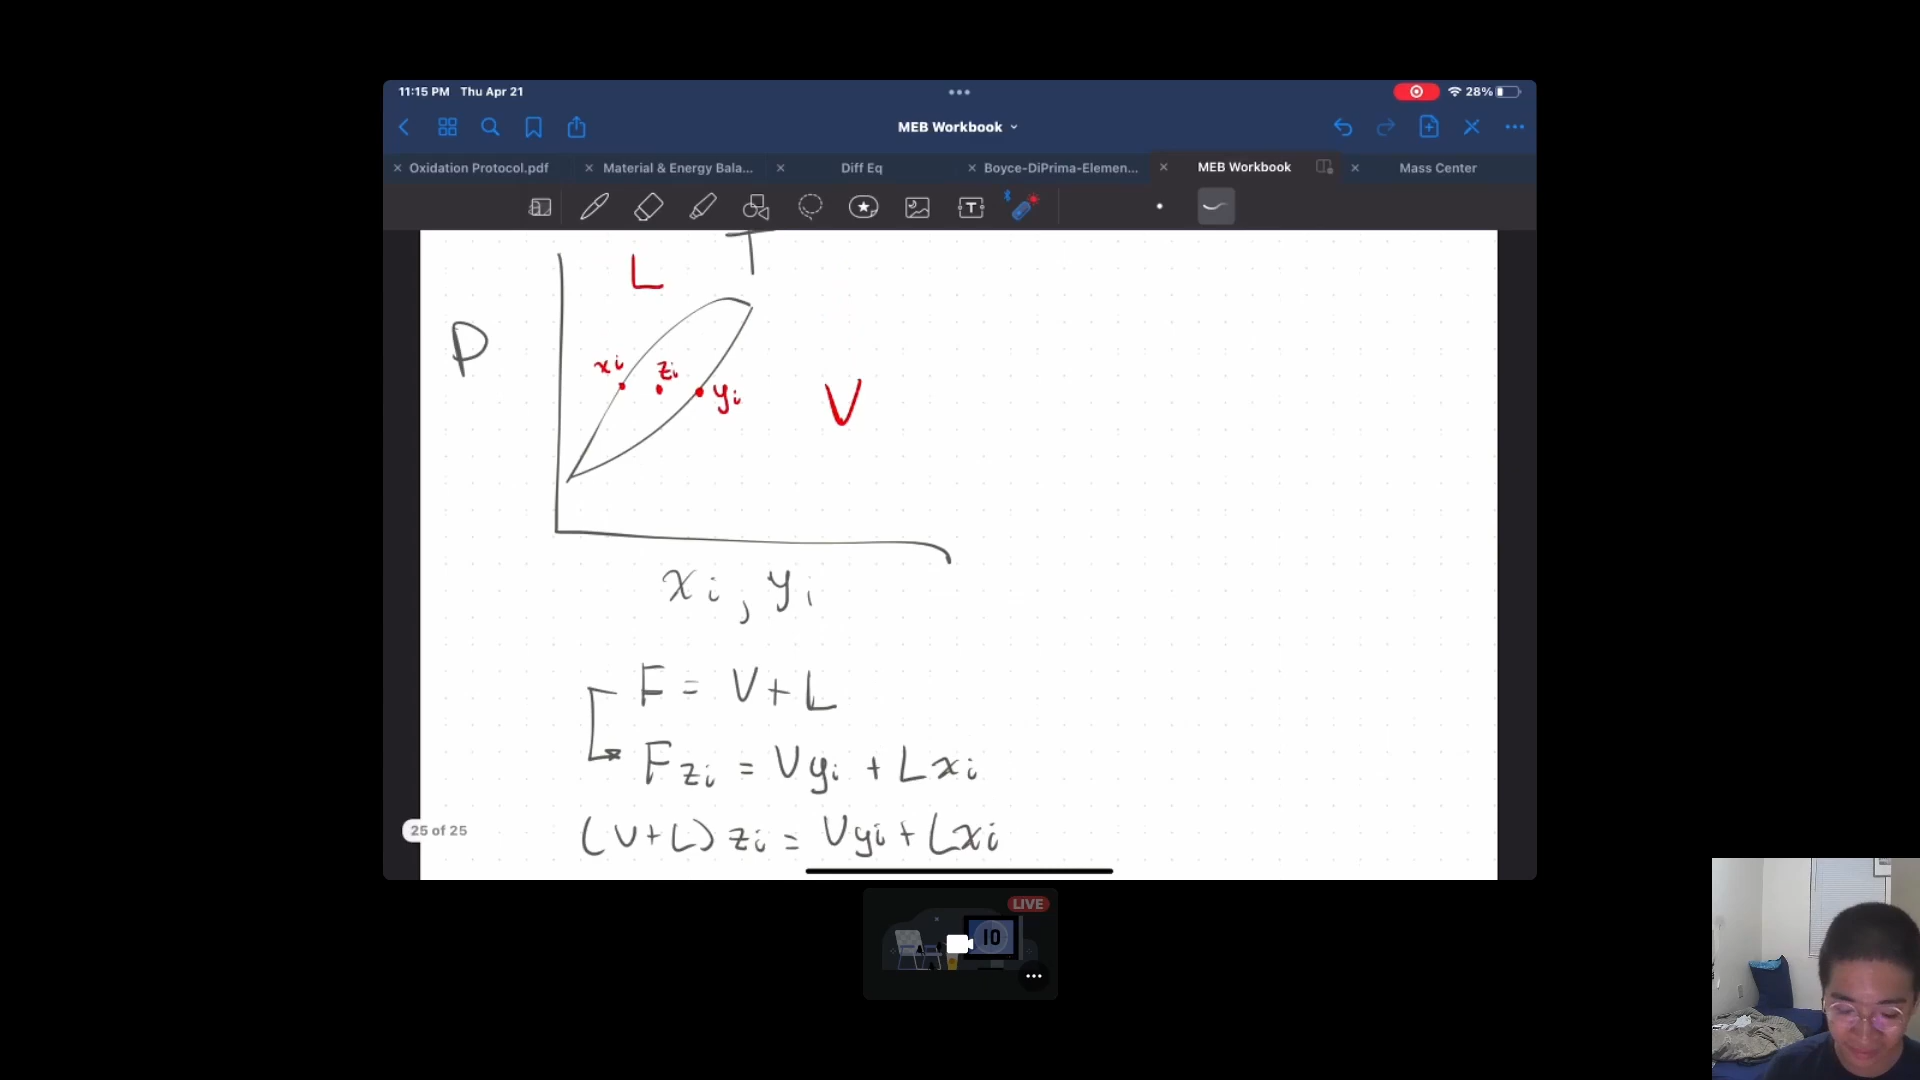 11:15 PM Thu Apr 21
28%
MEB Workbook
Oxidation Protocol.pdf
Material & Energy Bala...
Diff Eq
Boyce-DiPrima-Elemen...
MEB Workbook
Mass Center
T
L
P
xi
zi
yi
V
xi, yi
F = V+L
Fzi = Vyi + Lxi
25 of 25
(V+L) zi = Vyi + Lxi
LIVE
10